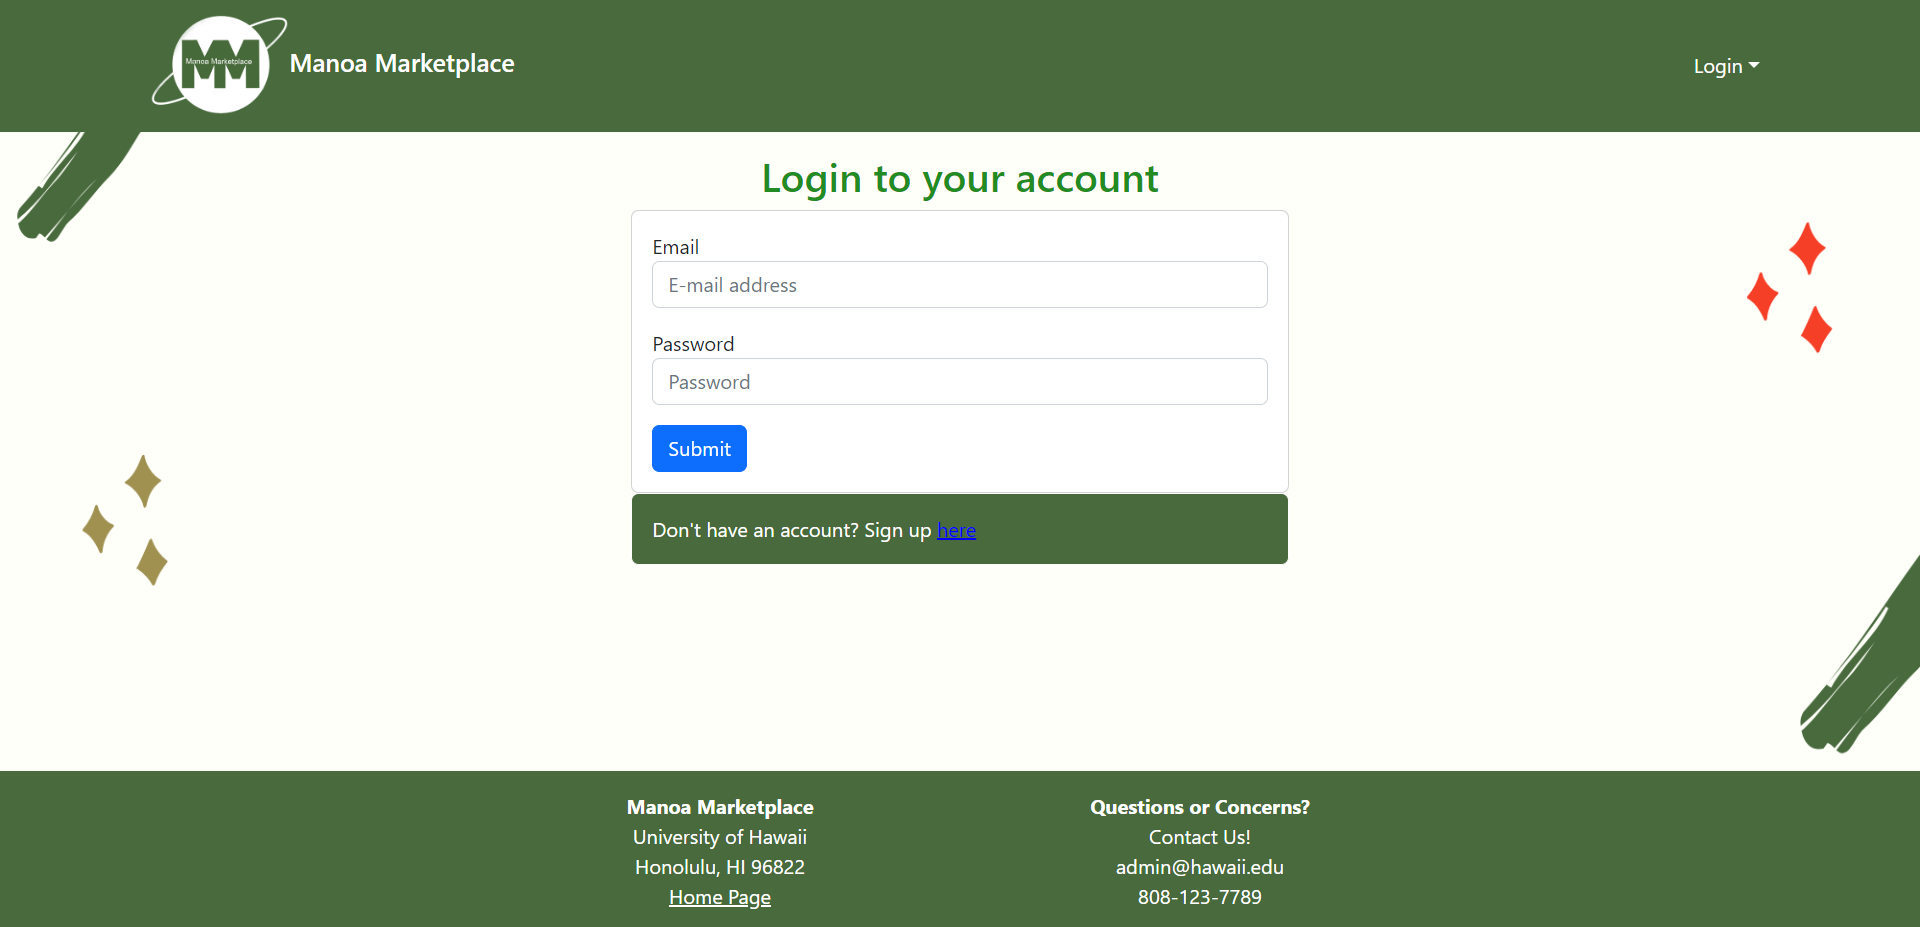 MM
Manoa Marketplace
Manoa Marketplace
Login
Login to your account
Email
E-mail address
Password
Password
Submit
Don't have an account? Sign up here
Manoa Marketplace
University of Hawaii
Honolulu, HI 96822
Home Page
Questions or Concerns?
Contact Us!
admin@hawaii.edu
808-123-7789